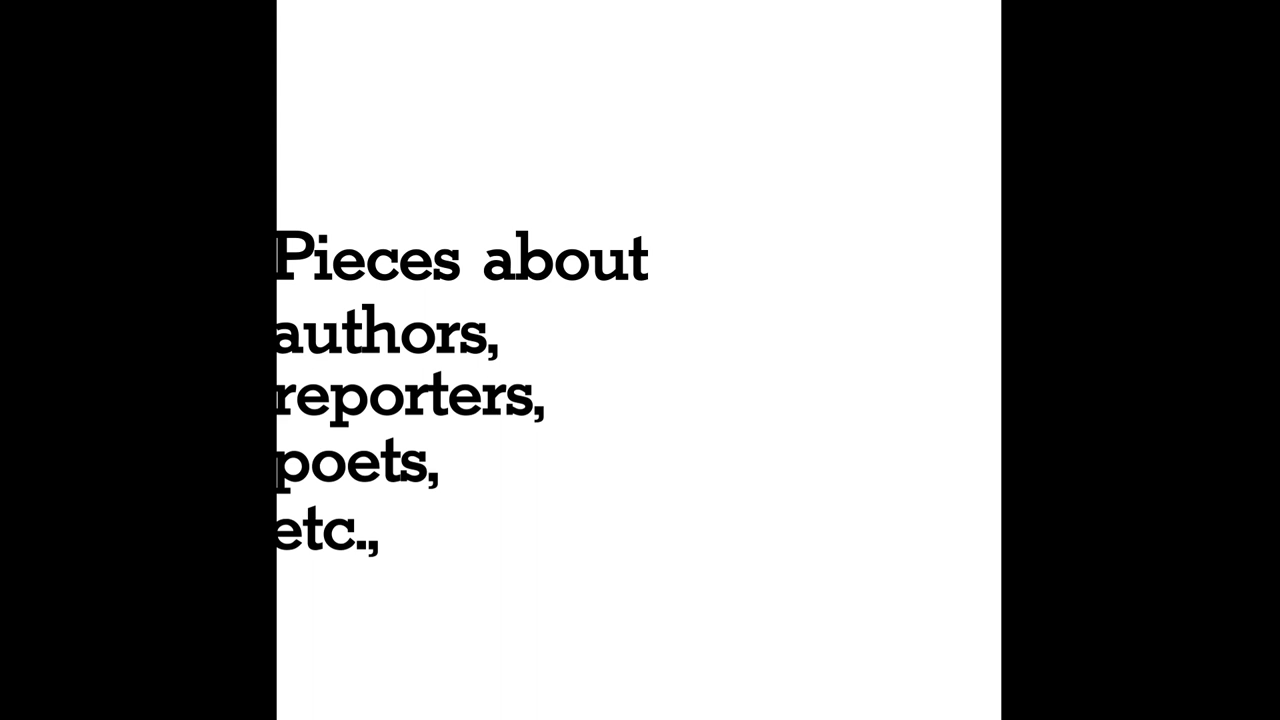 Pieces about
authors,
reporters,
poets,
etc.,